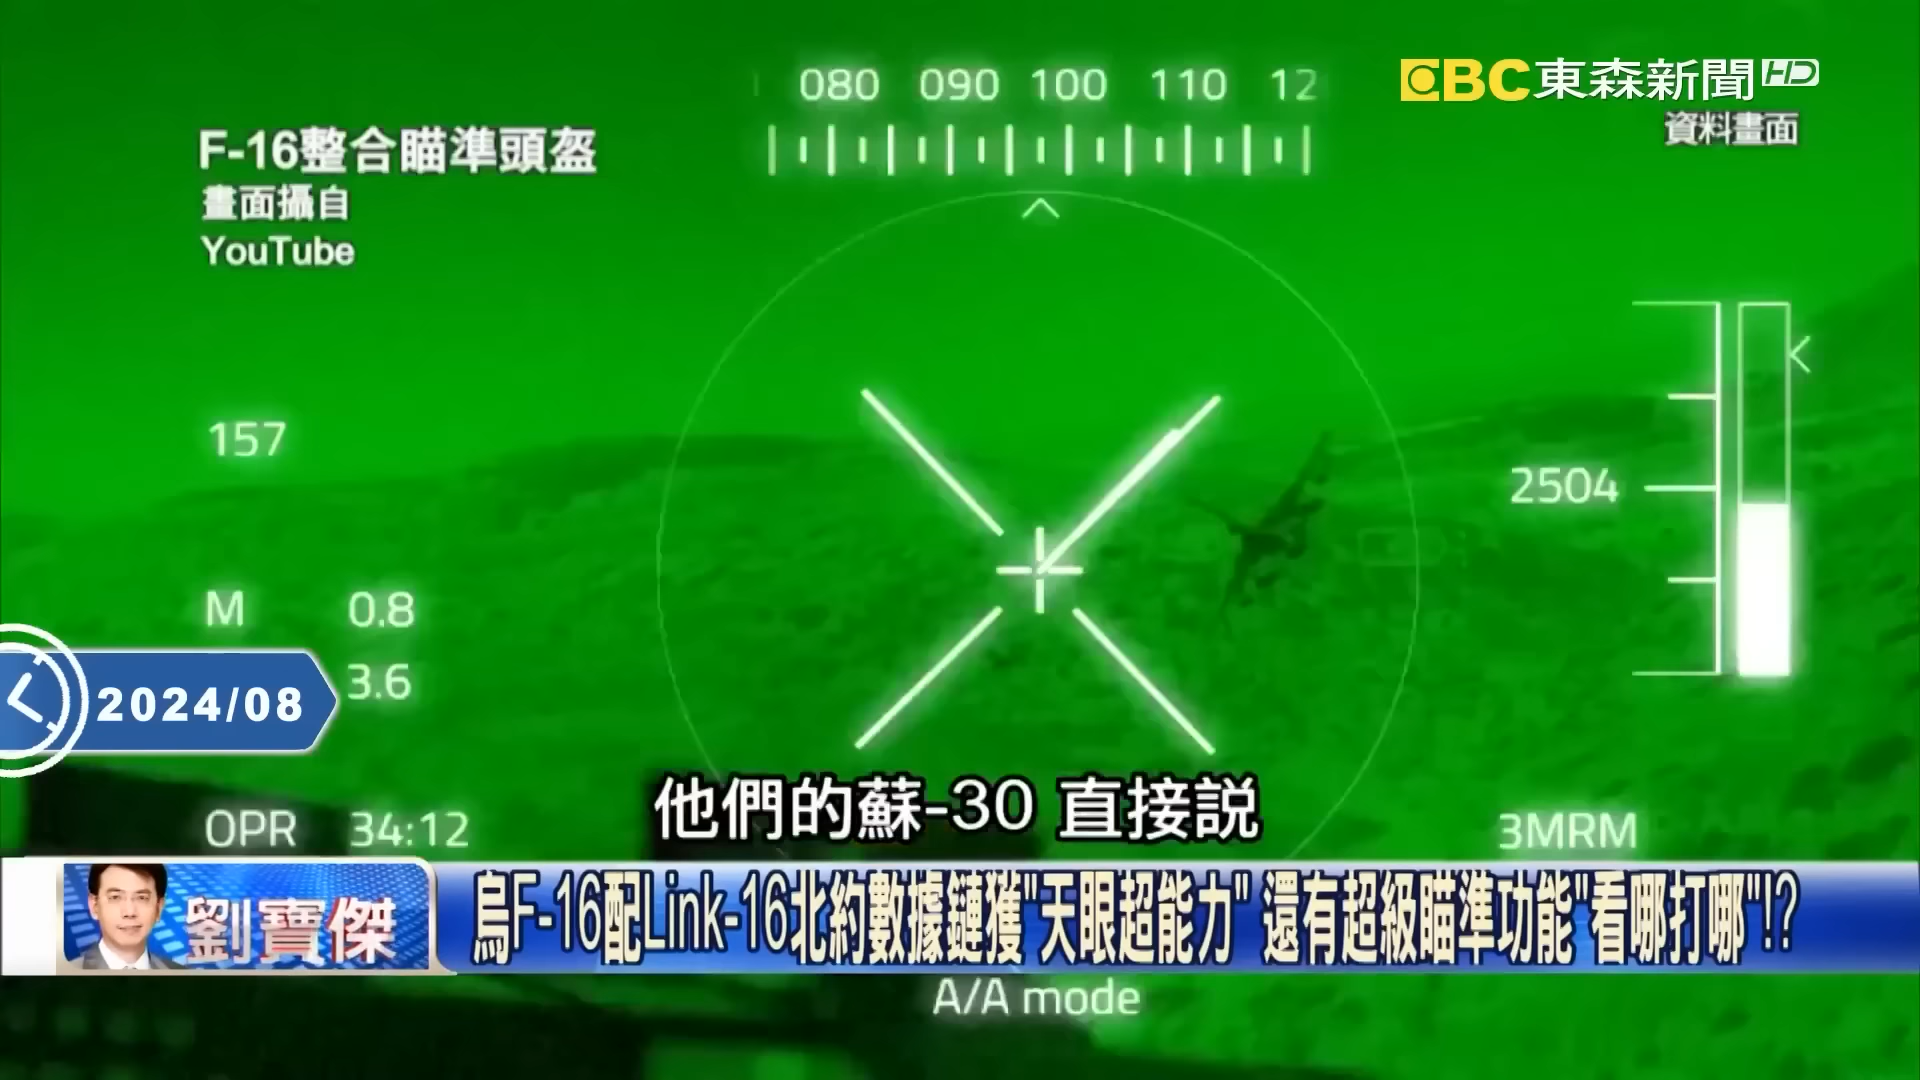 080 090 100 110 12
EBC東森新聞HD
資料畫面
F-16整合瞄準頭盔
畫面攝自
YouTube
157
2504
M 0.8
3.6
2024/08
OPR 34:12
3MRM
他們的蘇-30 直接説
劉寶傑
烏F-16配Link-16北約數據鏈獲"天眼超能力" 還有超級瞄準功能"看哪打哪"!?
A/A mode